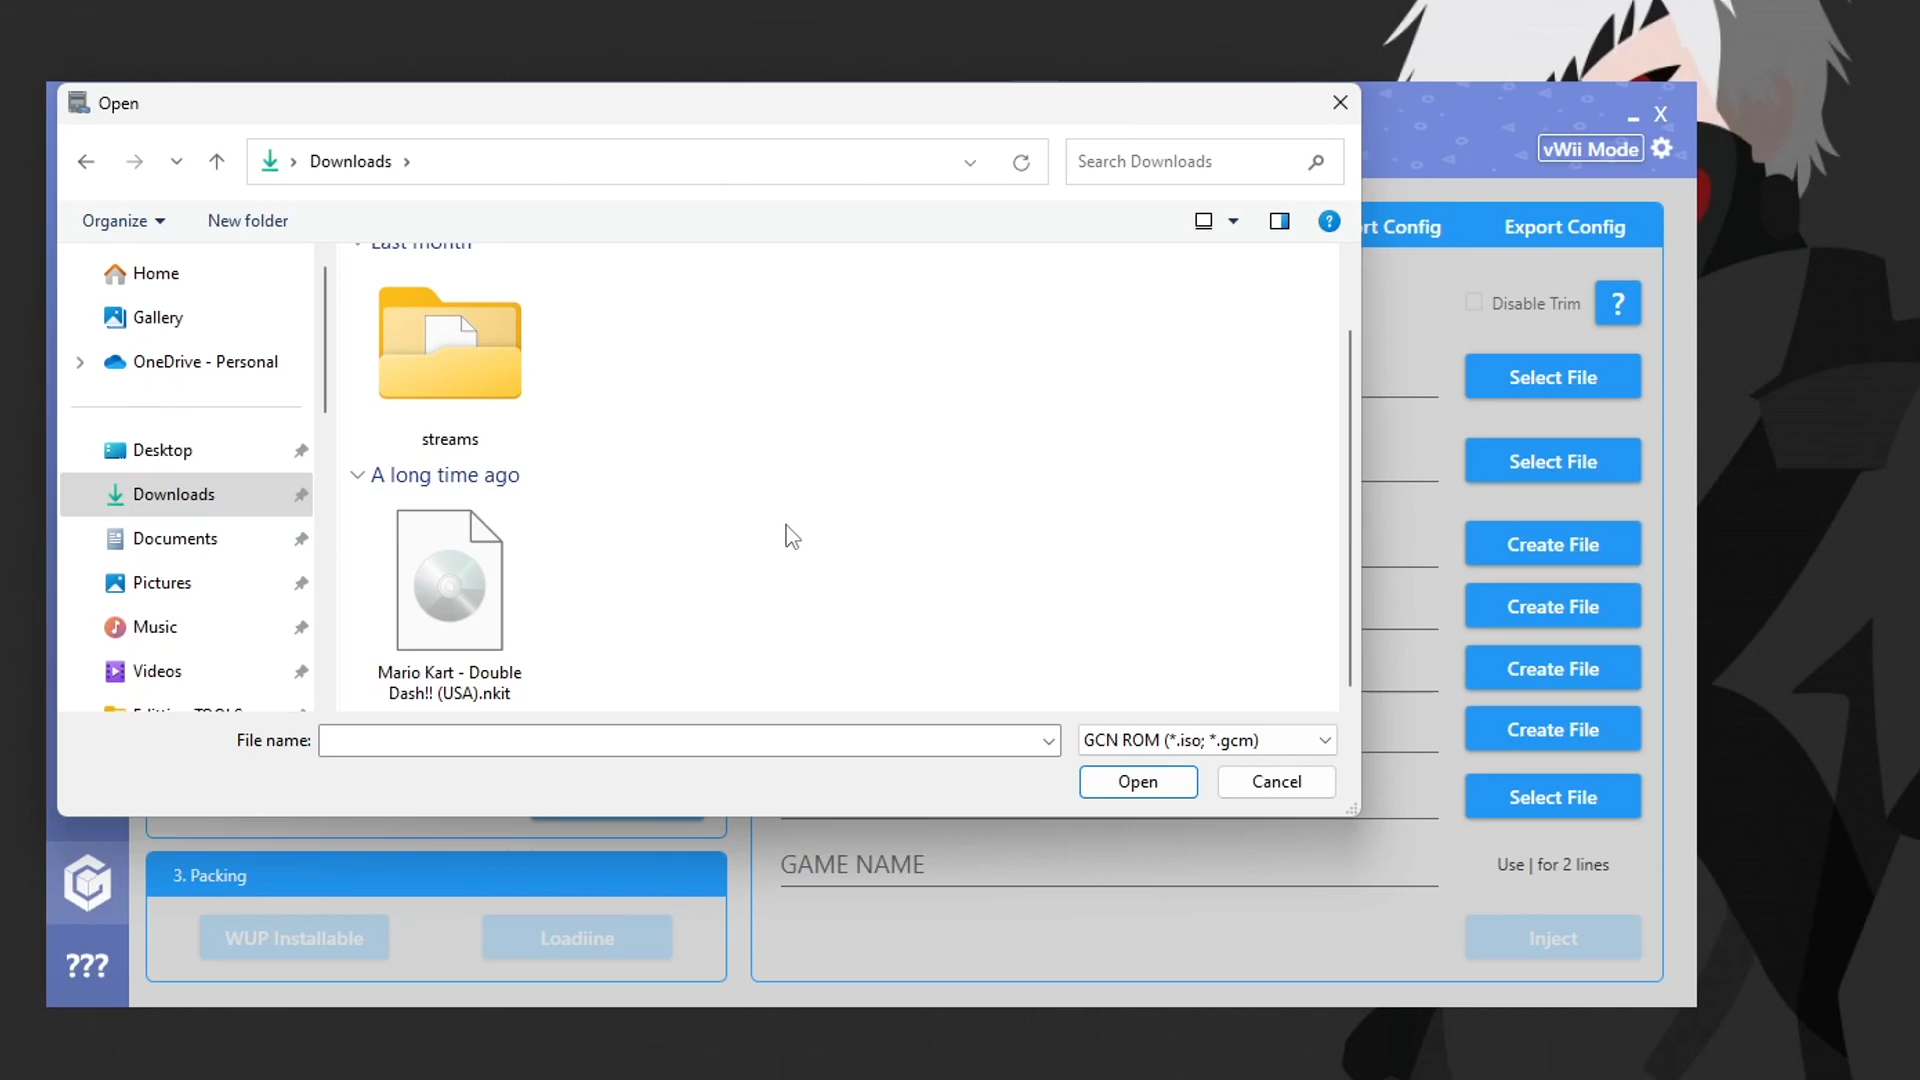 Open
X
vWii Mode
Downloads
Search Downloads
Organize
New folder
?
rt Config
Export Config
Last month
Home
Gallery
OneDrive - Personal
streams
A long time ago
Desktop
Downloads
Documents
Pictures
Music
Videos
Mario Kart - Double
Dash!! (USA).nkit
Disable Trim
?
Select File
Select File
Create File
Create File
Create File
Create File
Select File
File name:
GCN ROM (*.iso; *.gcm)
Open
Cancel
GAME NAME
Use | for 2 lines
3. Packing
WUP Installable
Loadiine
Inject
???